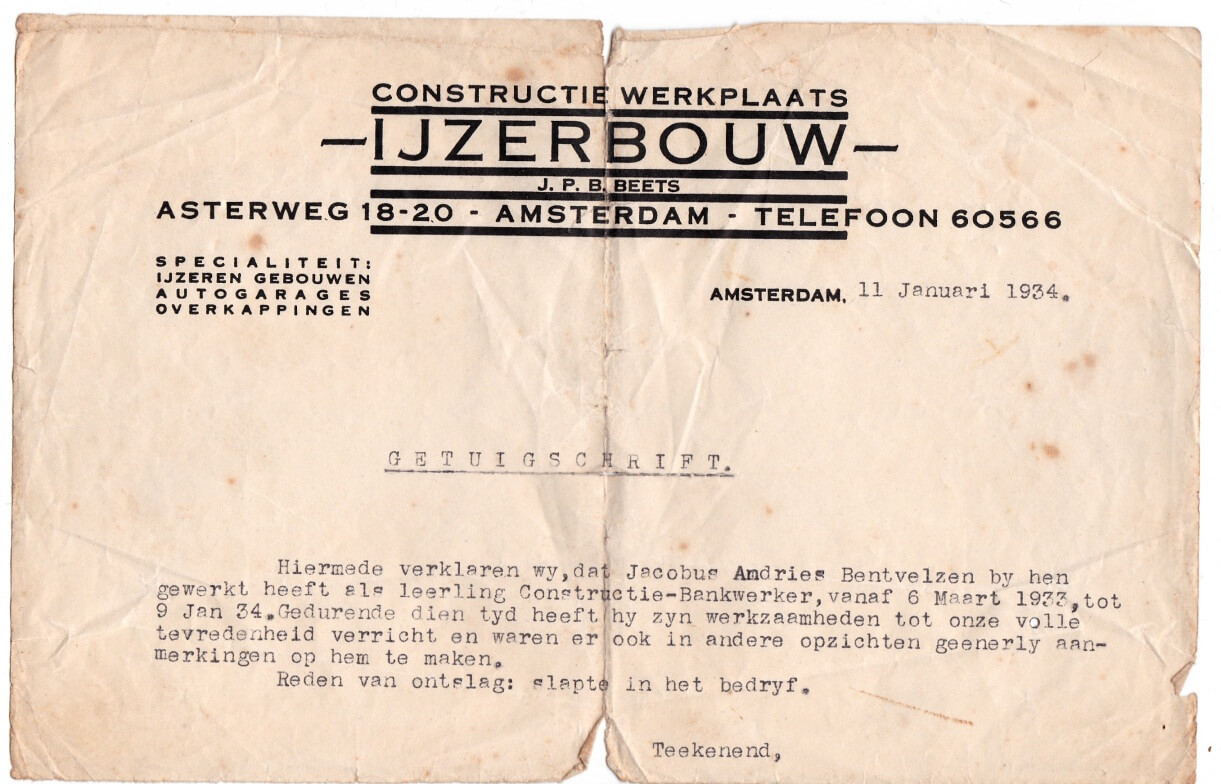 CONSTRUCTIE WERKPLAATS
—IJZERBOUW—
J. P. B. BEETS
ASTERWEG 18-20 - AMSTERDAM - TELEFOON 60566
SPECIALITEIT:
IJZEREN GEBOUWEN
AUTOGARAGES
OVERKAPPINGEN
AMSTERDAM, 11 Januari 1934.
GETUIGSCHRIFT.
Hiermede verklaren wy,dat Jacobus Andries Bentvelzen by hen
gewerkt heeft als leerling Constructie-Bankwerker,vanaf 6 Maart 1933,tot
9 Jan 34.Gedurende dien tyd heeft hy zyn werkzaamheden tot onze volle
tevredenheid verricht en waren er ook in andere opzichten geenerly aan-
merkingen op hem te maken.
Reden van ontslag: slapte in het bedryf.
Teekenend,